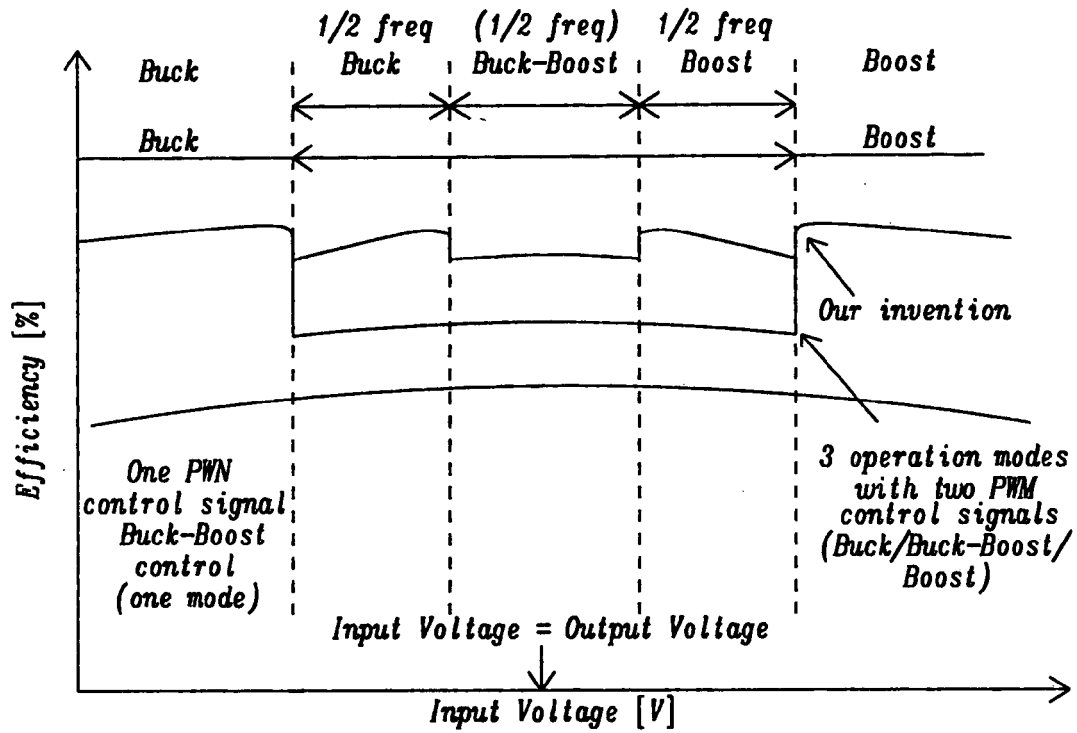 1/2 freq (1/2 freq) 1/2 freq
Buck Buck Buck-Boost Boost Boost
Buck Boost
Efficiency [%]
Our invention
One PWN
control signal
Buck-Boost
control
(one mode)
3 operation modes
with two PWM
control signals
(Buck/Buck-Boost/
Boost)
Input Voltage = Output Voltage
Input Voltage [V]